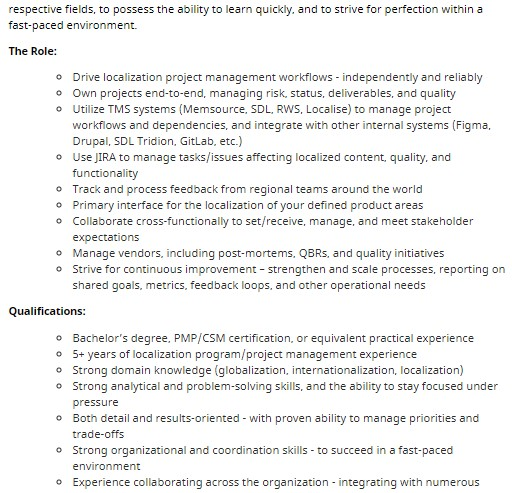 respective fields, to possess the ability to learn quickly, and to strive for perfection within a
fast-paced environment.
The Role:
Drive localization project management workflows - independently and reliably
Own projects end-to-end, managing risk, status, deliverables, and quality
Utilize TMS systems (Memsource, SDL, RWS, Localise) to manage project
workflows and dependencies, and integrate with other internal systems (Figma,
Drupal, SDL Tridion, GitLab, etc.)
Use JIRA to manage tasks/issues affecting localized content, quality, and
functionality
Track and process feedback from regional teams around the world
Primary interface for the localization of your defined product areas
Collaborate cross-functionally to set/receive, manage, and meet stakeholder
expectations
Manage vendors, including post-mortems, QBRs, and quality initiatives
Strive for continuous improvement – strengthen and scale processes, reporting on
shared goals, metrics, feedback loops, and other operational needs
Qualifications:
Bachelor's degree, PMP/CSM certification, or equivalent practical experience
5+ years of localization program/project management experience
Strong domain knowledge (globalization, internationalization, localization)
Strong analytical and problem-solving skills, and the ability to stay focused under
pressure
Both detail and results-oriented - with proven ability to manage priorities and
trade-offs
Strong organizational and coordination skills - to succeed in a fast-paced
environment
Experience collaborating across the organization - integrating with numerous